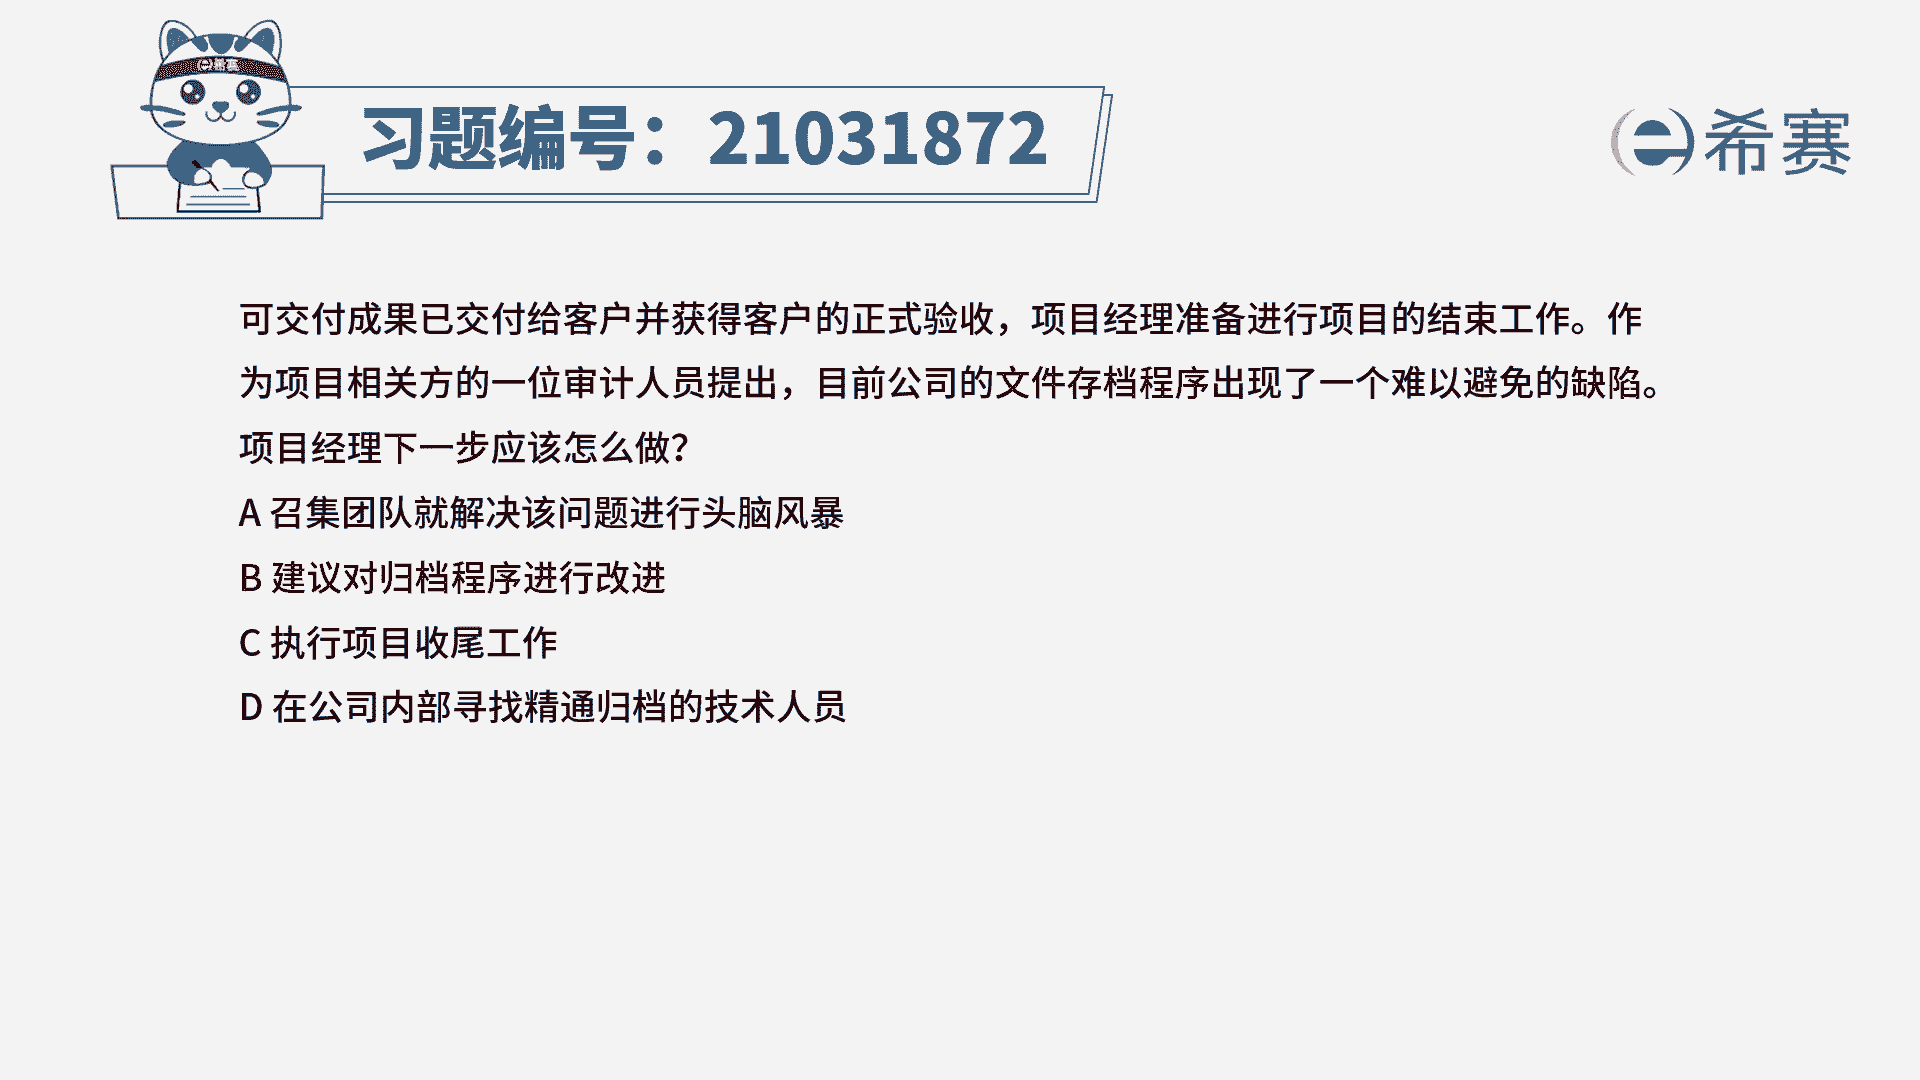 希赛
习题编号：21031872
希赛
可交付成果已交付给客户并获得客户的正式验收，项目经理准备进行项目的结束工作。作
为项目相关方的一位审计人员提出，目前公司的文件存档程序出现了一个难以避免的缺陷。
项目经理下一步应该怎么做？
A 召集团队就解决该问题进行头脑风暴
B 建议对归档程序进行改进
C 执行项目收尾工作
D 在公司内部寻找精通归档的技术人员